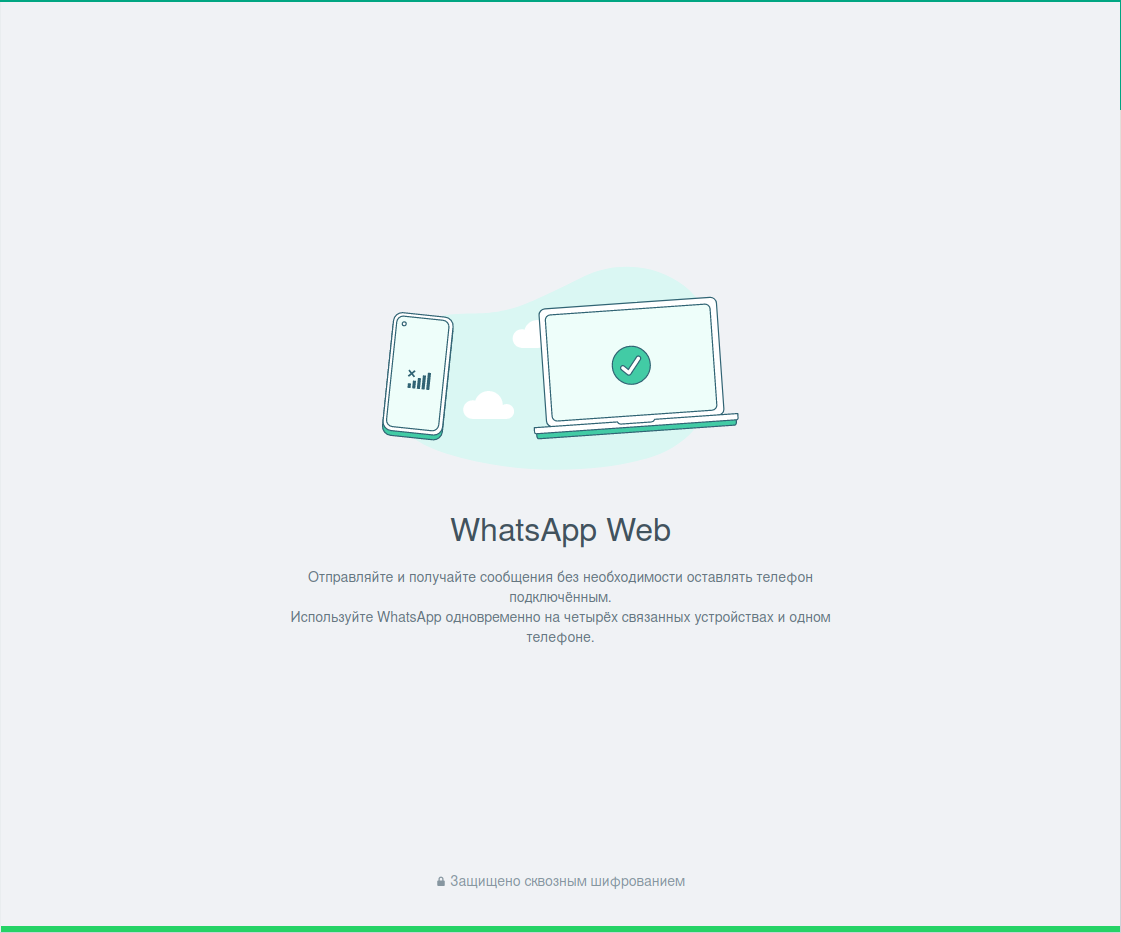 WhatsApp Web
Отправляйте и получайте сообщения без необходимости оставлять телефон
подключённым.
Используйте WhatsApp одновременно на четырёх связанных устройствах и одном
телефоне.
Защищено сквозным шифрованием